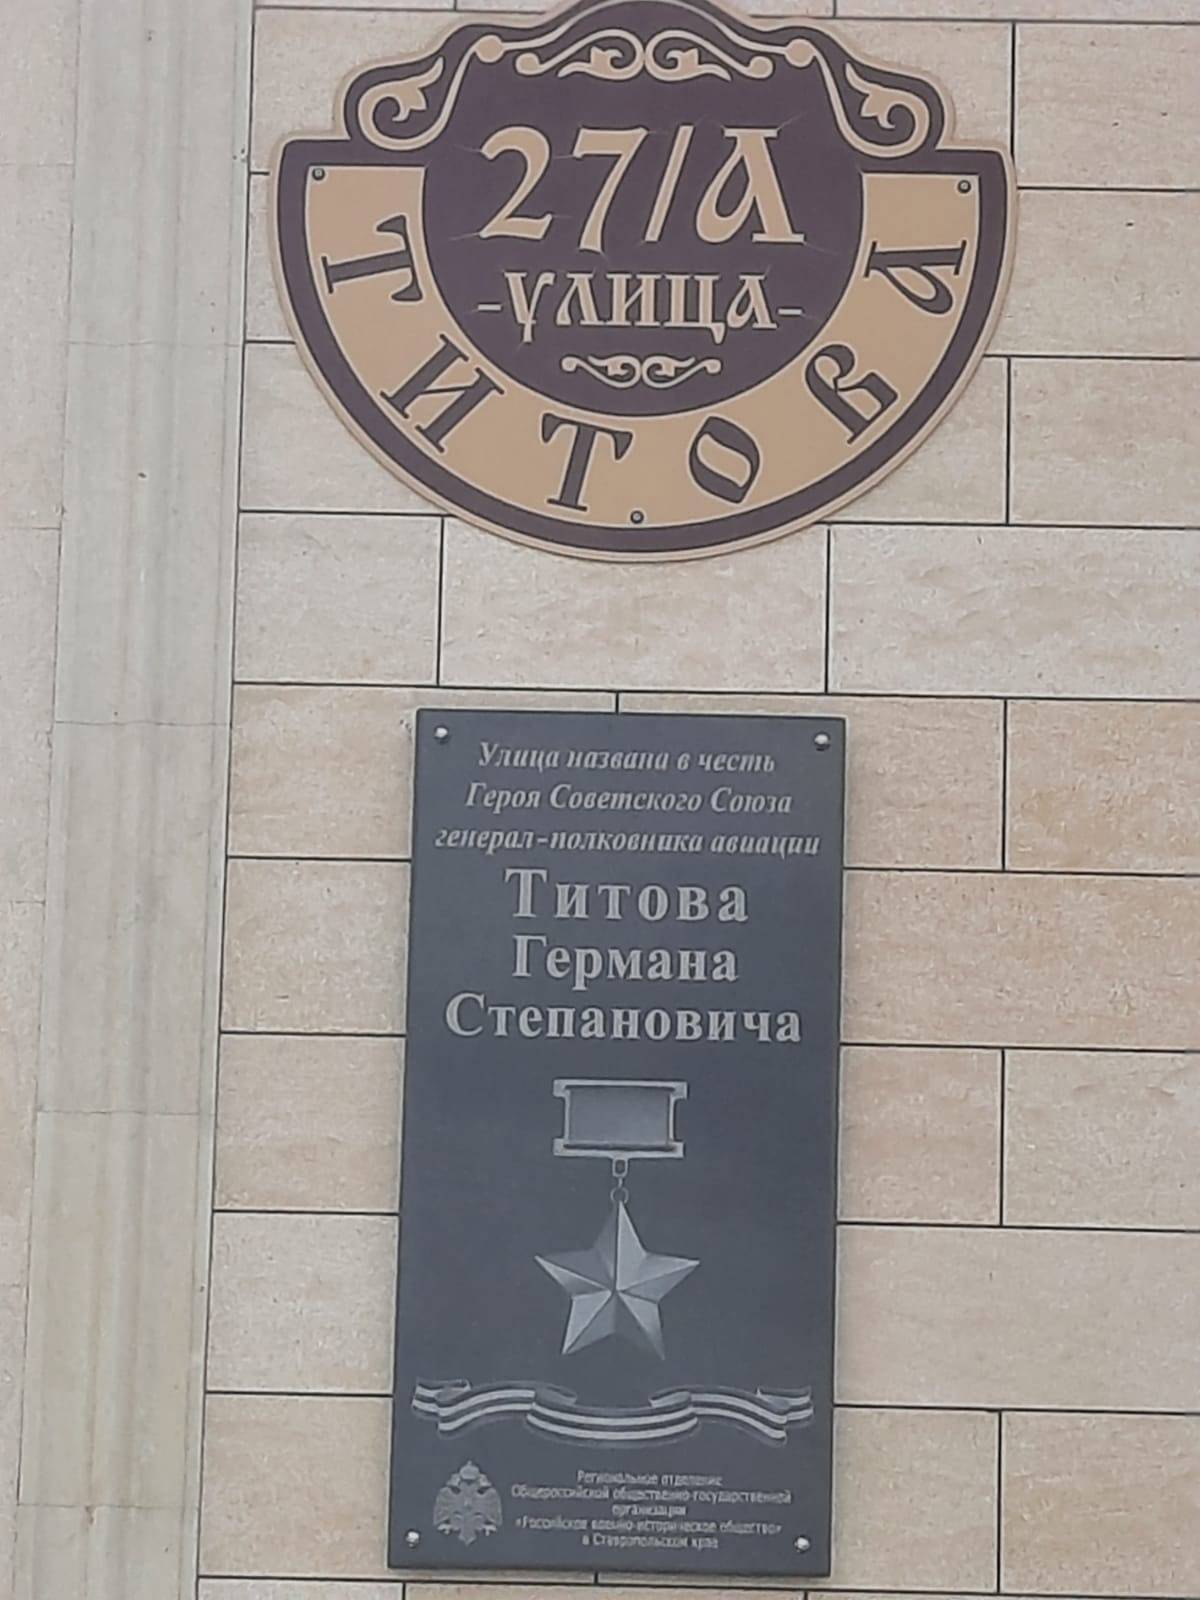 27/А
-улица-
ТИТОВА
Улица названа в честь
Героя Советского Союза
генерал-полковника авиации
Титова
Германа
Степановича
Региональное отделение
Общероссийской общественно-государственной
организации
«Российское военно-историческое общество»
в Ставропольском крае